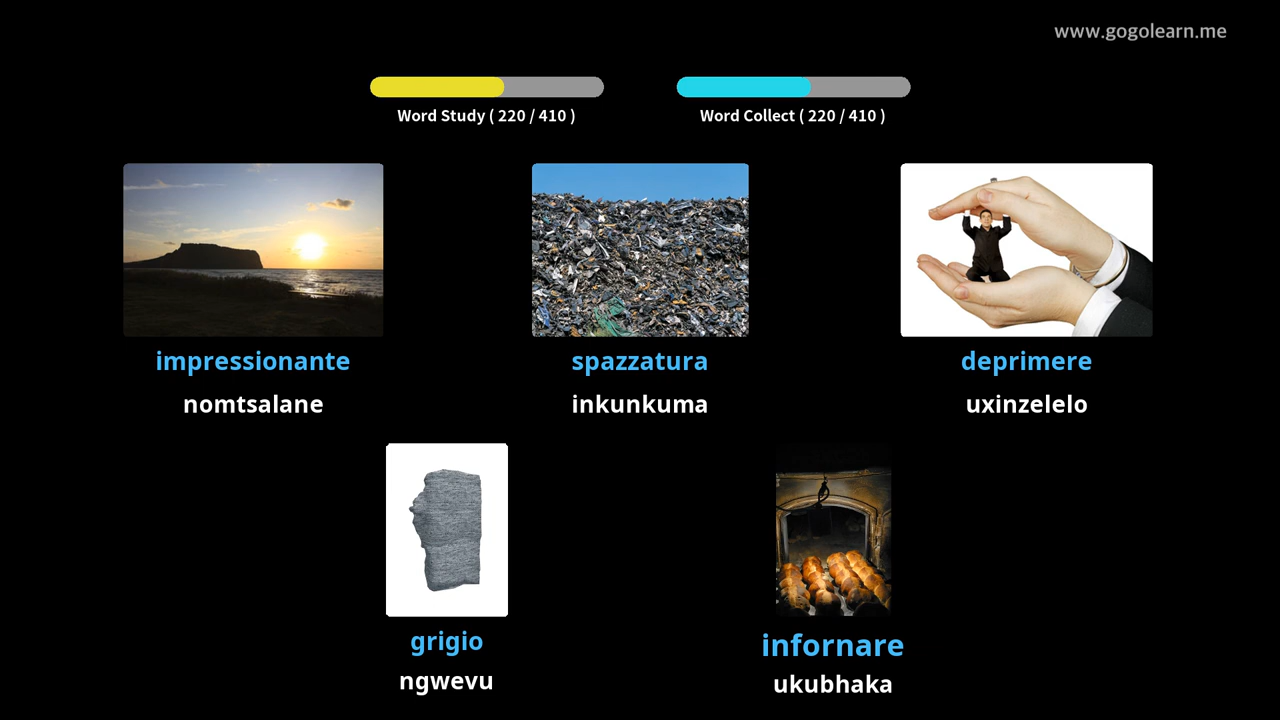 www.gogolearn.me
Word Study ( 220 / 410 )
Word Collect ( 220 / 410 )
impressionante
nomtsalane
spazzatura
inkunkuma
deprimere
uxinzelelo
grigio
ngwevu
infornare
ukubhaka